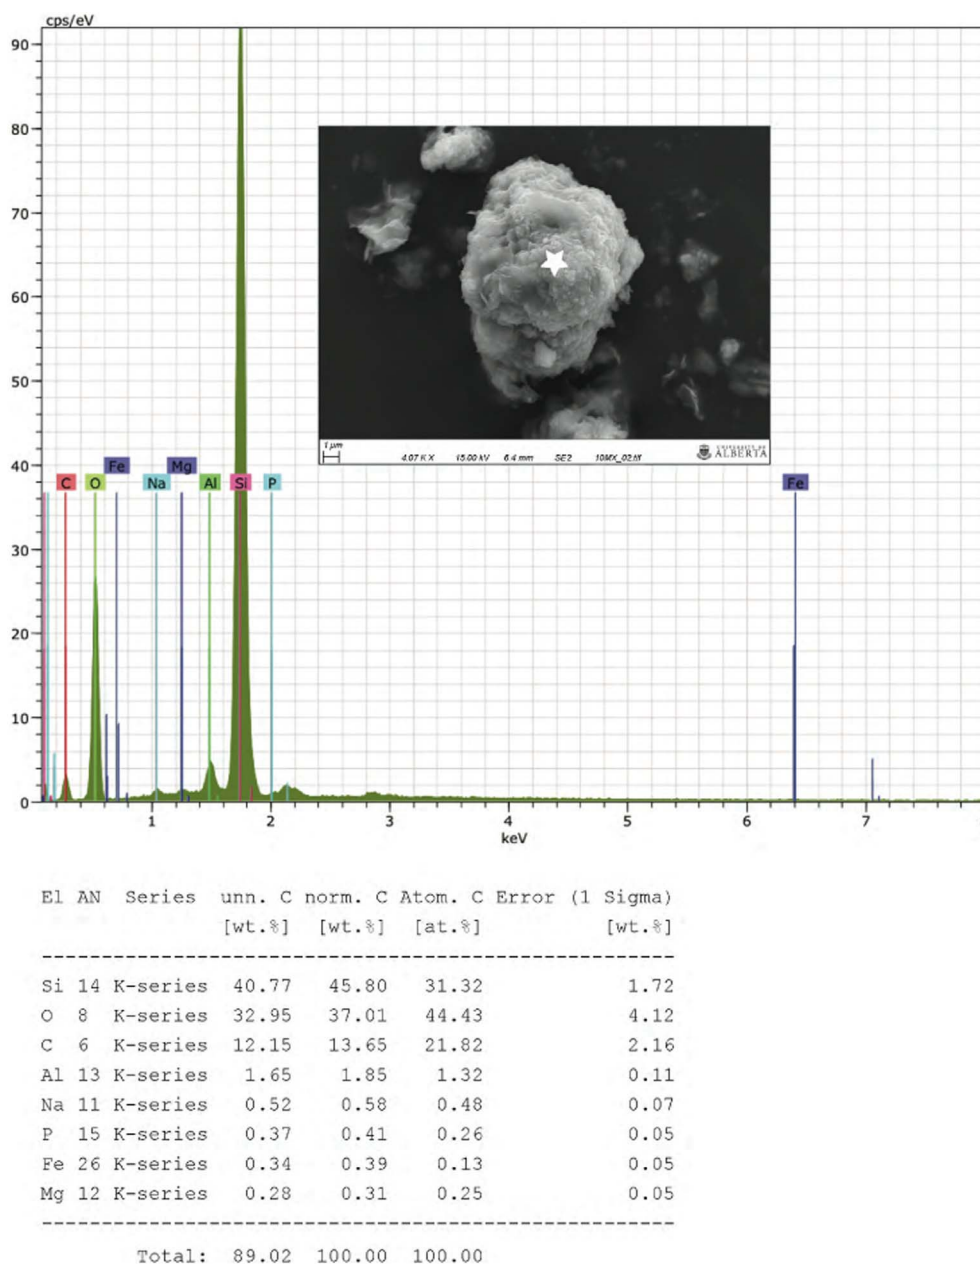 cps/eV
90
80
70
60
50
40
30
20
10
0
C O Fe Na Mg Al Si P Fe
1 µm
4.07 K X 15.00 kV 6.4 mm SE2 10MX_02.tif UNIVERSITY OF ALBERTA
1 2 3 4 5 6 7
keV
El AN Series unn. C norm. C Atom. C Error (1 Sigma)
[wt.%] [wt.%] [at.%] [wt.%]
Si 14 K-series 40.77 45.80 31.32 1.72
O 8 K-series 32.95 37.01 44.43 4.12
C 6 K-series 12.15 13.65 21.82 2.16
Al 13 K-series 1.65 1.85 1.32 0.11
Na 11 K-series 0.52 0.58 0.48 0.07
P 15 K-series 0.37 0.41 0.26 0.05
Fe 26 K-series 0.34 0.39 0.13 0.05
Mg 12 K-series 0.28 0.31 0.25 0.05
Total: 89.02 100.00 100.00